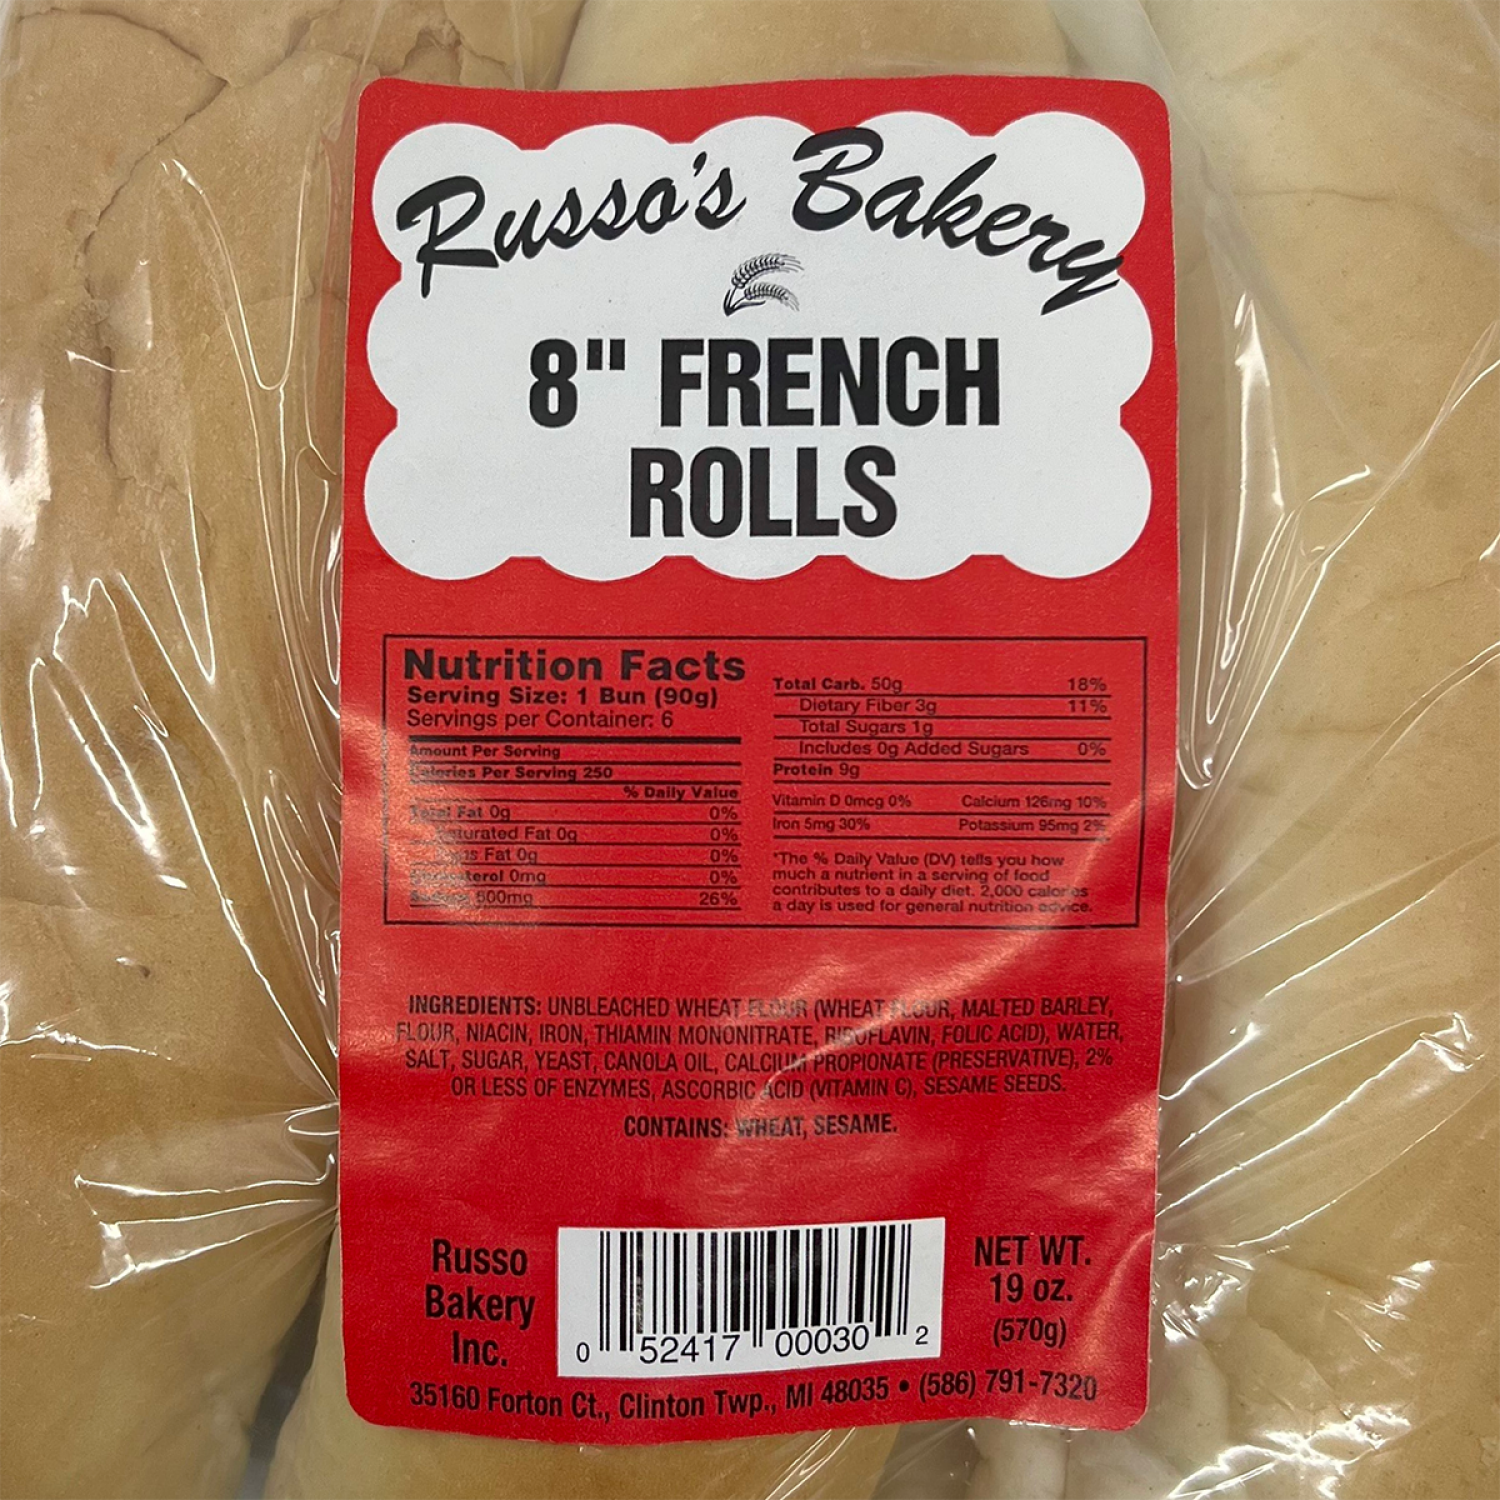 Russo's Bakery
8" FRENCH
ROLLS
Nutrition Facts
Serving Size: 1 Bun (90g)
Servings per Container: 6
Amount Per Serving
Calories Per Serving 250
% Daily Value
Total Fat 0g 0%
Saturated Fat 0g 0%
Fat 0g 0%
Cholesterol 0mg 0%
600mg 26%
Total Carb. 50g 18%
Dietary Fiber 3g 11%
Total Sugars 1g
Includes 0g Added Sugars 0%
Protein 9g
Vitamin D 0mcg 0% Calcium 126mg 10%
Iron 5mg 30% Potassium 95mg 2%
*The % Daily Value (DV) tells you how
much a nutrient in a serving of food
contributes to a daily diet. 2,000 calories
a day is used for general nutrition advice.
INGREDIENTS: UNBLEACHED WHEAT FLOUR (WHEAT FLOUR, MALTED BARLEY,
FLOUR, NIACIN, IRON, THIAMIN MONONITRATE, RIBOFLAVIN, FOLIC ACID), WATER,
SALT, SUGAR, YEAST, CANOLA OIL, CALCIUM PROPIONATE (PRESERVATIVE), 2%
OR LESS OF ENZYMES, ASCORBIC ACID (VITAMIN C), SESAME SEEDS.
CONTAINS: WHEAT, SESAME.
Russo
Bakery
Inc.
0 52417 00030 2
NET WT.
19 oz.
(570g)
35160 Forton Ct., Clinton Twp., MI 48035 • (586) 791-7320